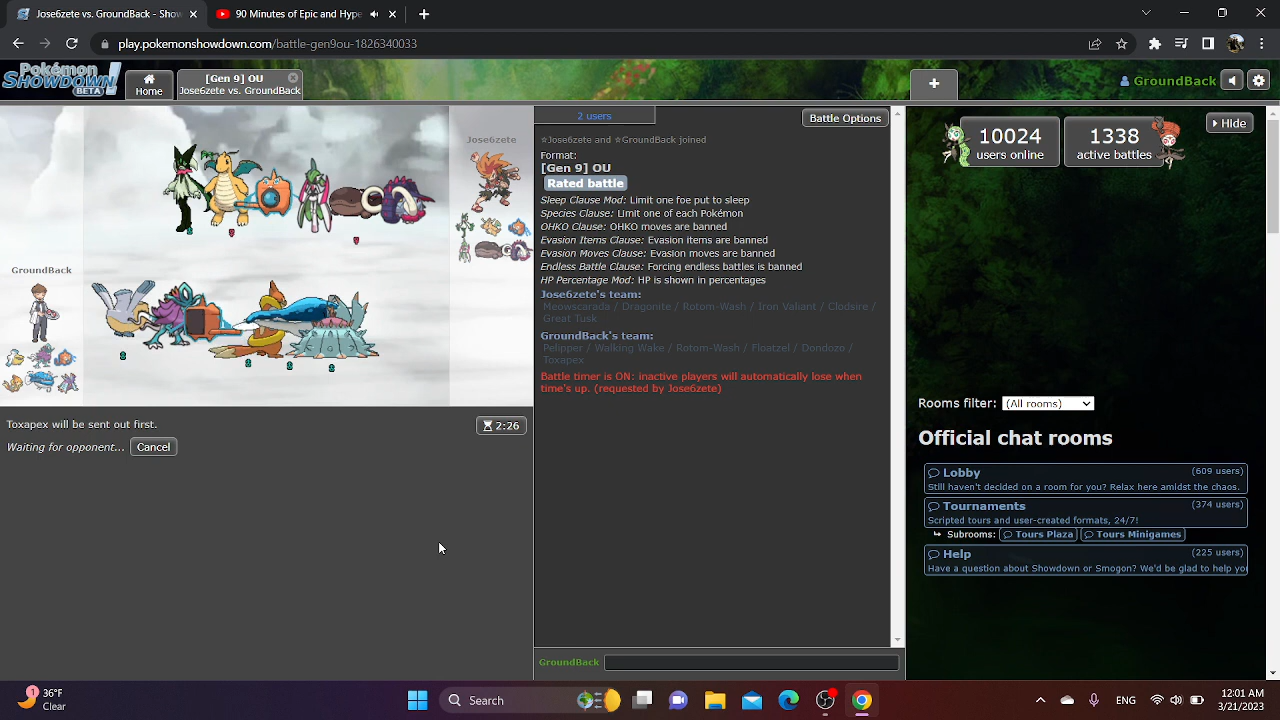 Jose6zete vs. GroundBack - Show
90 Minutes of Epic and Hype
play.pokemonshowdown.com/battle-gen9ou-1826340033
Pokémon
SHOWDOWN!
BETA
Home
[Gen 9] OU
Jose6zete vs. GroundBack
GroundBack
Jose6zete
GroundBack
Toxapex will be sent out first.
2:26
Waiting for opponent...
Cancel
2 users
Battle Options
☆Jose6zete and ☆GroundBack joined
Format:
[Gen 9] OU
Rated battle
Sleep Clause Mod: Limit one foe put to sleep
Species Clause: Limit one of each Pokémon
OHKO Clause: OHKO moves are banned
Evasion Items Clause: Evasion items are banned
Evasion Moves Clause: Evasion moves are banned
Endless Battle Clause: Forcing endless battles is banned
HP Percentage Mod: HP is shown in percentages
Jose6zete's team:
Meowscarada / Dragonite / Rotom-Wash / Iron Valiant / Clodsire /
Great Tusk
GroundBack's team:
Pelipper / Walking Wake / Rotom-Wash / Floatzel / Dondozo /
Toxapex
Battle timer is ON: inactive players will automatically lose when
time's up. (requested by Jose6zete)
GroundBack
10024
users online
1338
active battles
Hide
Rooms filter: (All rooms)
Official chat rooms
Lobby (609 users)
Still haven't decided on a room for you? Relax here amidst the chaos.
Tournaments (374 users)
Scripted tours and user-created formats, 24/7!
Subrooms: Tours Plaza Tours Minigames
Help (225 users)
Have a question about Showdown or Smogon? We'd be glad to help you
1
36°F
Clear
Search
ENG
12:01 AM
3/21/2023